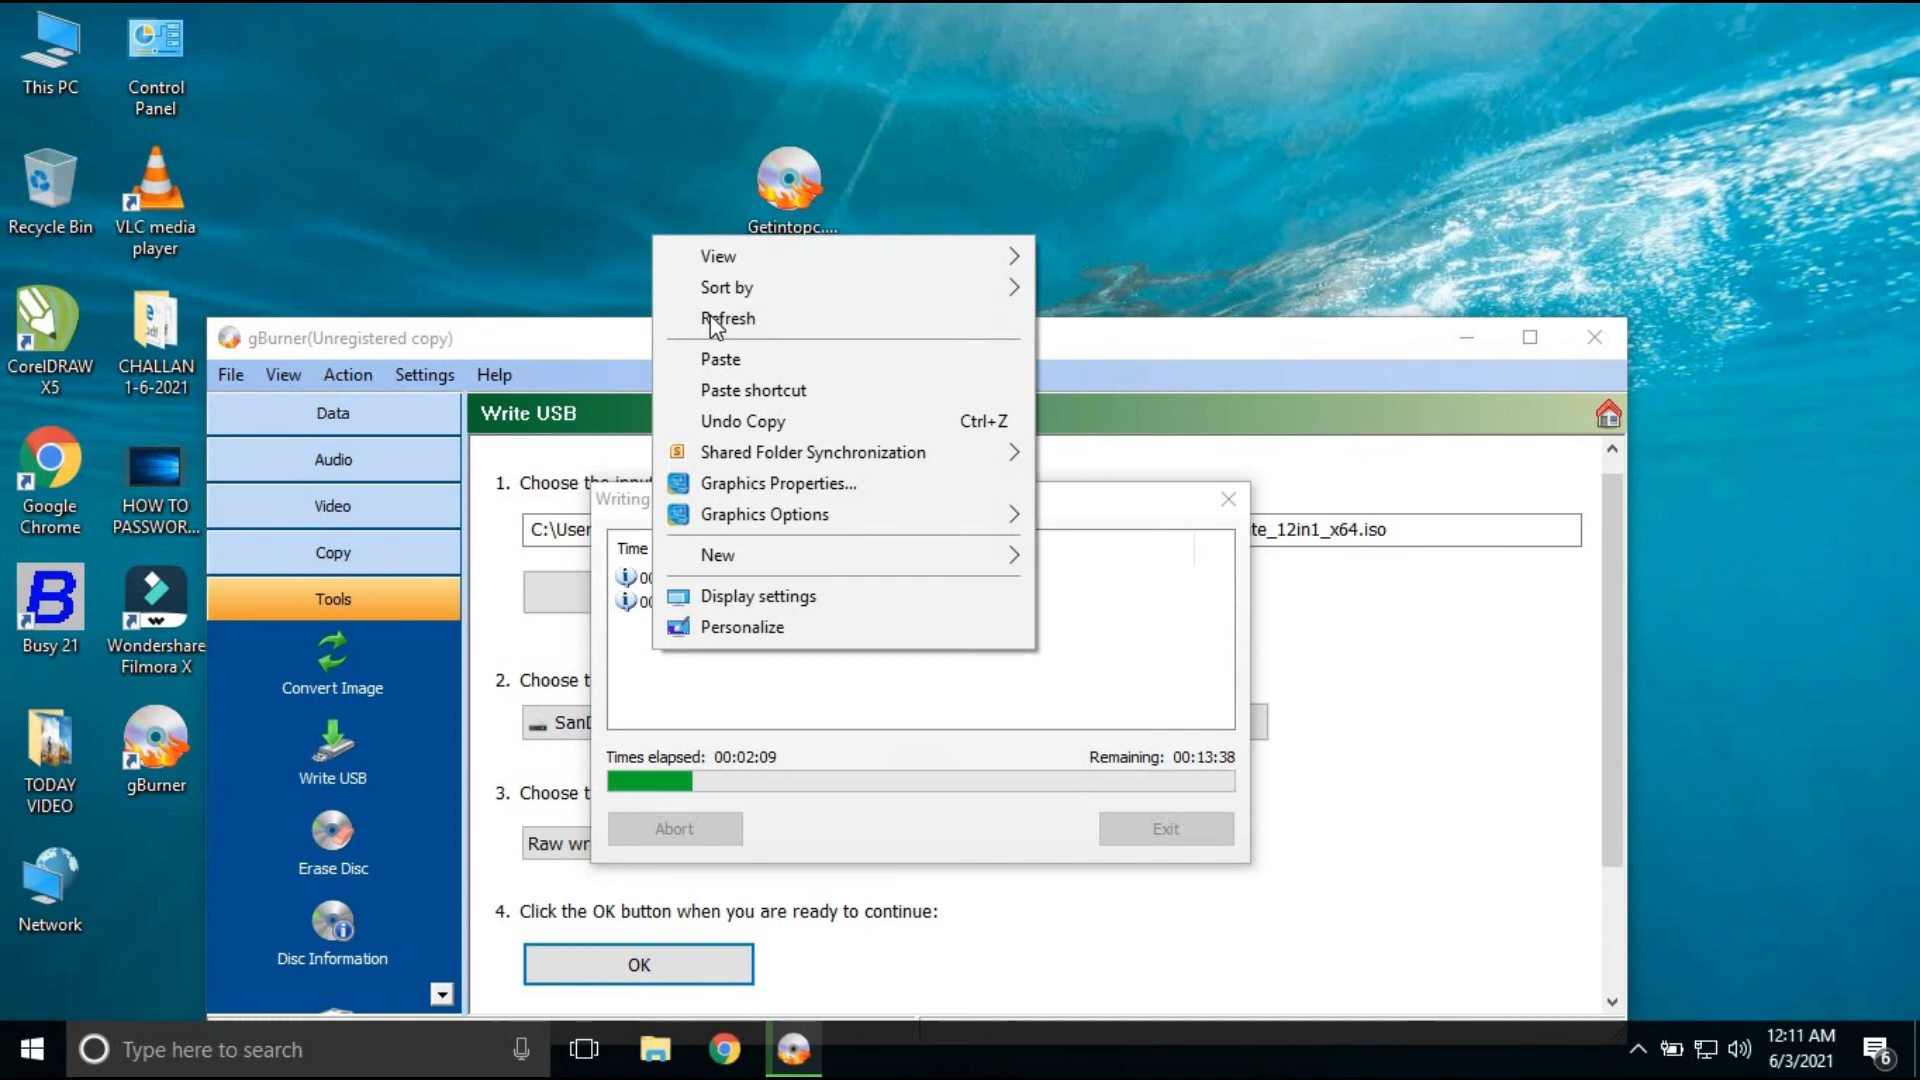 This PC
Control
Panel
Recycle Bin
VLC media
player
Getintopc....
CorelDRAW
X5
CHALLAN
1-6-2021
Google
Chrome
HOW TO
PASSWOR...
Busy 21
Wondershare
Filmora X
TODAY
VIDEO
gBurner
Network
gBurner(Unregistered copy)
File View Action Settings Help
Data
Audio
Video
Copy
Tools
Convert Image
Write USB
Erase Disc
Disc Information
Write USB
1. Choose the input
C:\User
te_12in1_x64.iso
2. Choose t
SanD
3. Choose t
Raw wr
4. Click the OK button when you are ready to continue:
OK
Writing
Time
00
00
Times elapsed: 00:02:09
Remaining: 00:13:38
Abort
Exit
View
Sort by
Refresh
Paste
Paste shortcut
Undo Copy Ctrl+Z
Shared Folder Synchronization
Graphics Properties...
Graphics Options
New
Display settings
Personalize
Type here to search
12:11 AM
6/3/2021
6